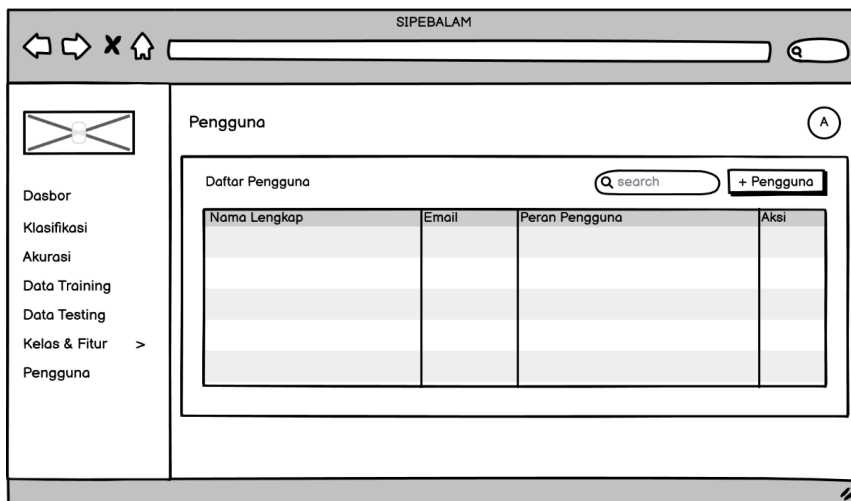 SIPEBALAM
Pengguna
A
Dasbor
Klasifikasi
Akurasi
Data Training
Data Testing
Kelas & Fitur >
Pengguna
Daftar Pengguna search + Pengguna
Nama Lengkap Email Peran Pengguna Aksi